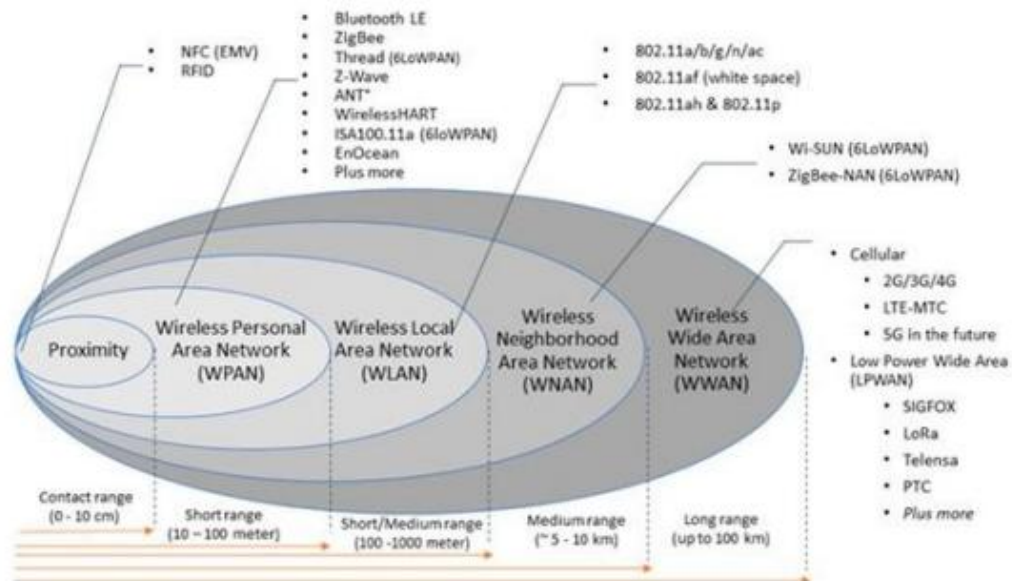 • NFC (EMV)
• RFID
• Bluetooth LE
• ZigBee
• Thread (6LoWPAN)
• Z-Wave
• ANT+
• WirelessHART
• ISA100.11a (6loWPAN)
• EnOcean
• Plus more
• 802.11a/b/g/n/ac
• 802.11af (white space)
• 802.11ah & 802.11p
• Wi-SUN (6LoWPAN)
• ZigBee-NAN (6LoWPAN)
• Cellular
• 2G/3G/4G
• LTE-MTC
• 5G in the future
• Low Power Wide Area
(LPWAN)
• SIGFOX
• LoRa
• Telensa
• PTC
• Plus more
Proximity
Wireless Personal
Area Network
(WPAN)
Wireless Local
Area Network
(WLAN)
Wireless
Neighborhood
Area Network
(WNAN)
Wireless
Wide Area
Network
(WWAN)
Contact range
(0 - 10 cm)
Short range
(10 – 100 meter)
Short/Medium range
(100 -1000 meter)
Medium range
(~ 5 - 10 km)
Long range
(up to 100 km)